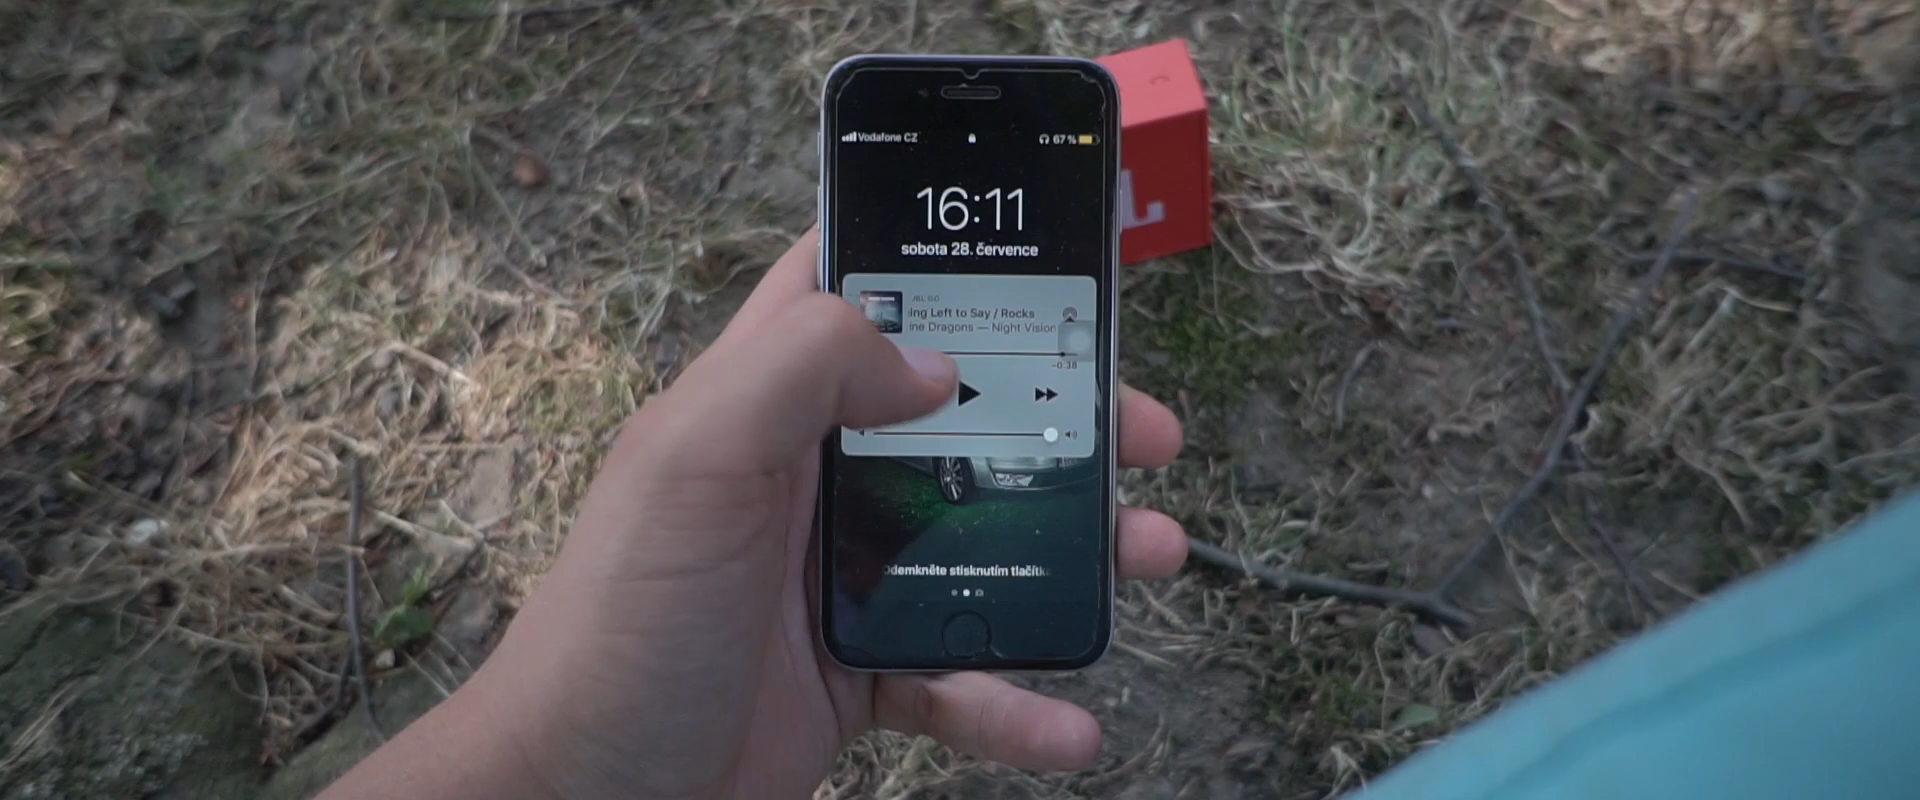 Vodafone CZ 67 %
16:11
sobota 28. července
JBL GO
ing Left to Say / Rocks
ine Dragons — Night Vision
-0:38
Odemkněte stisknutím tlačítk